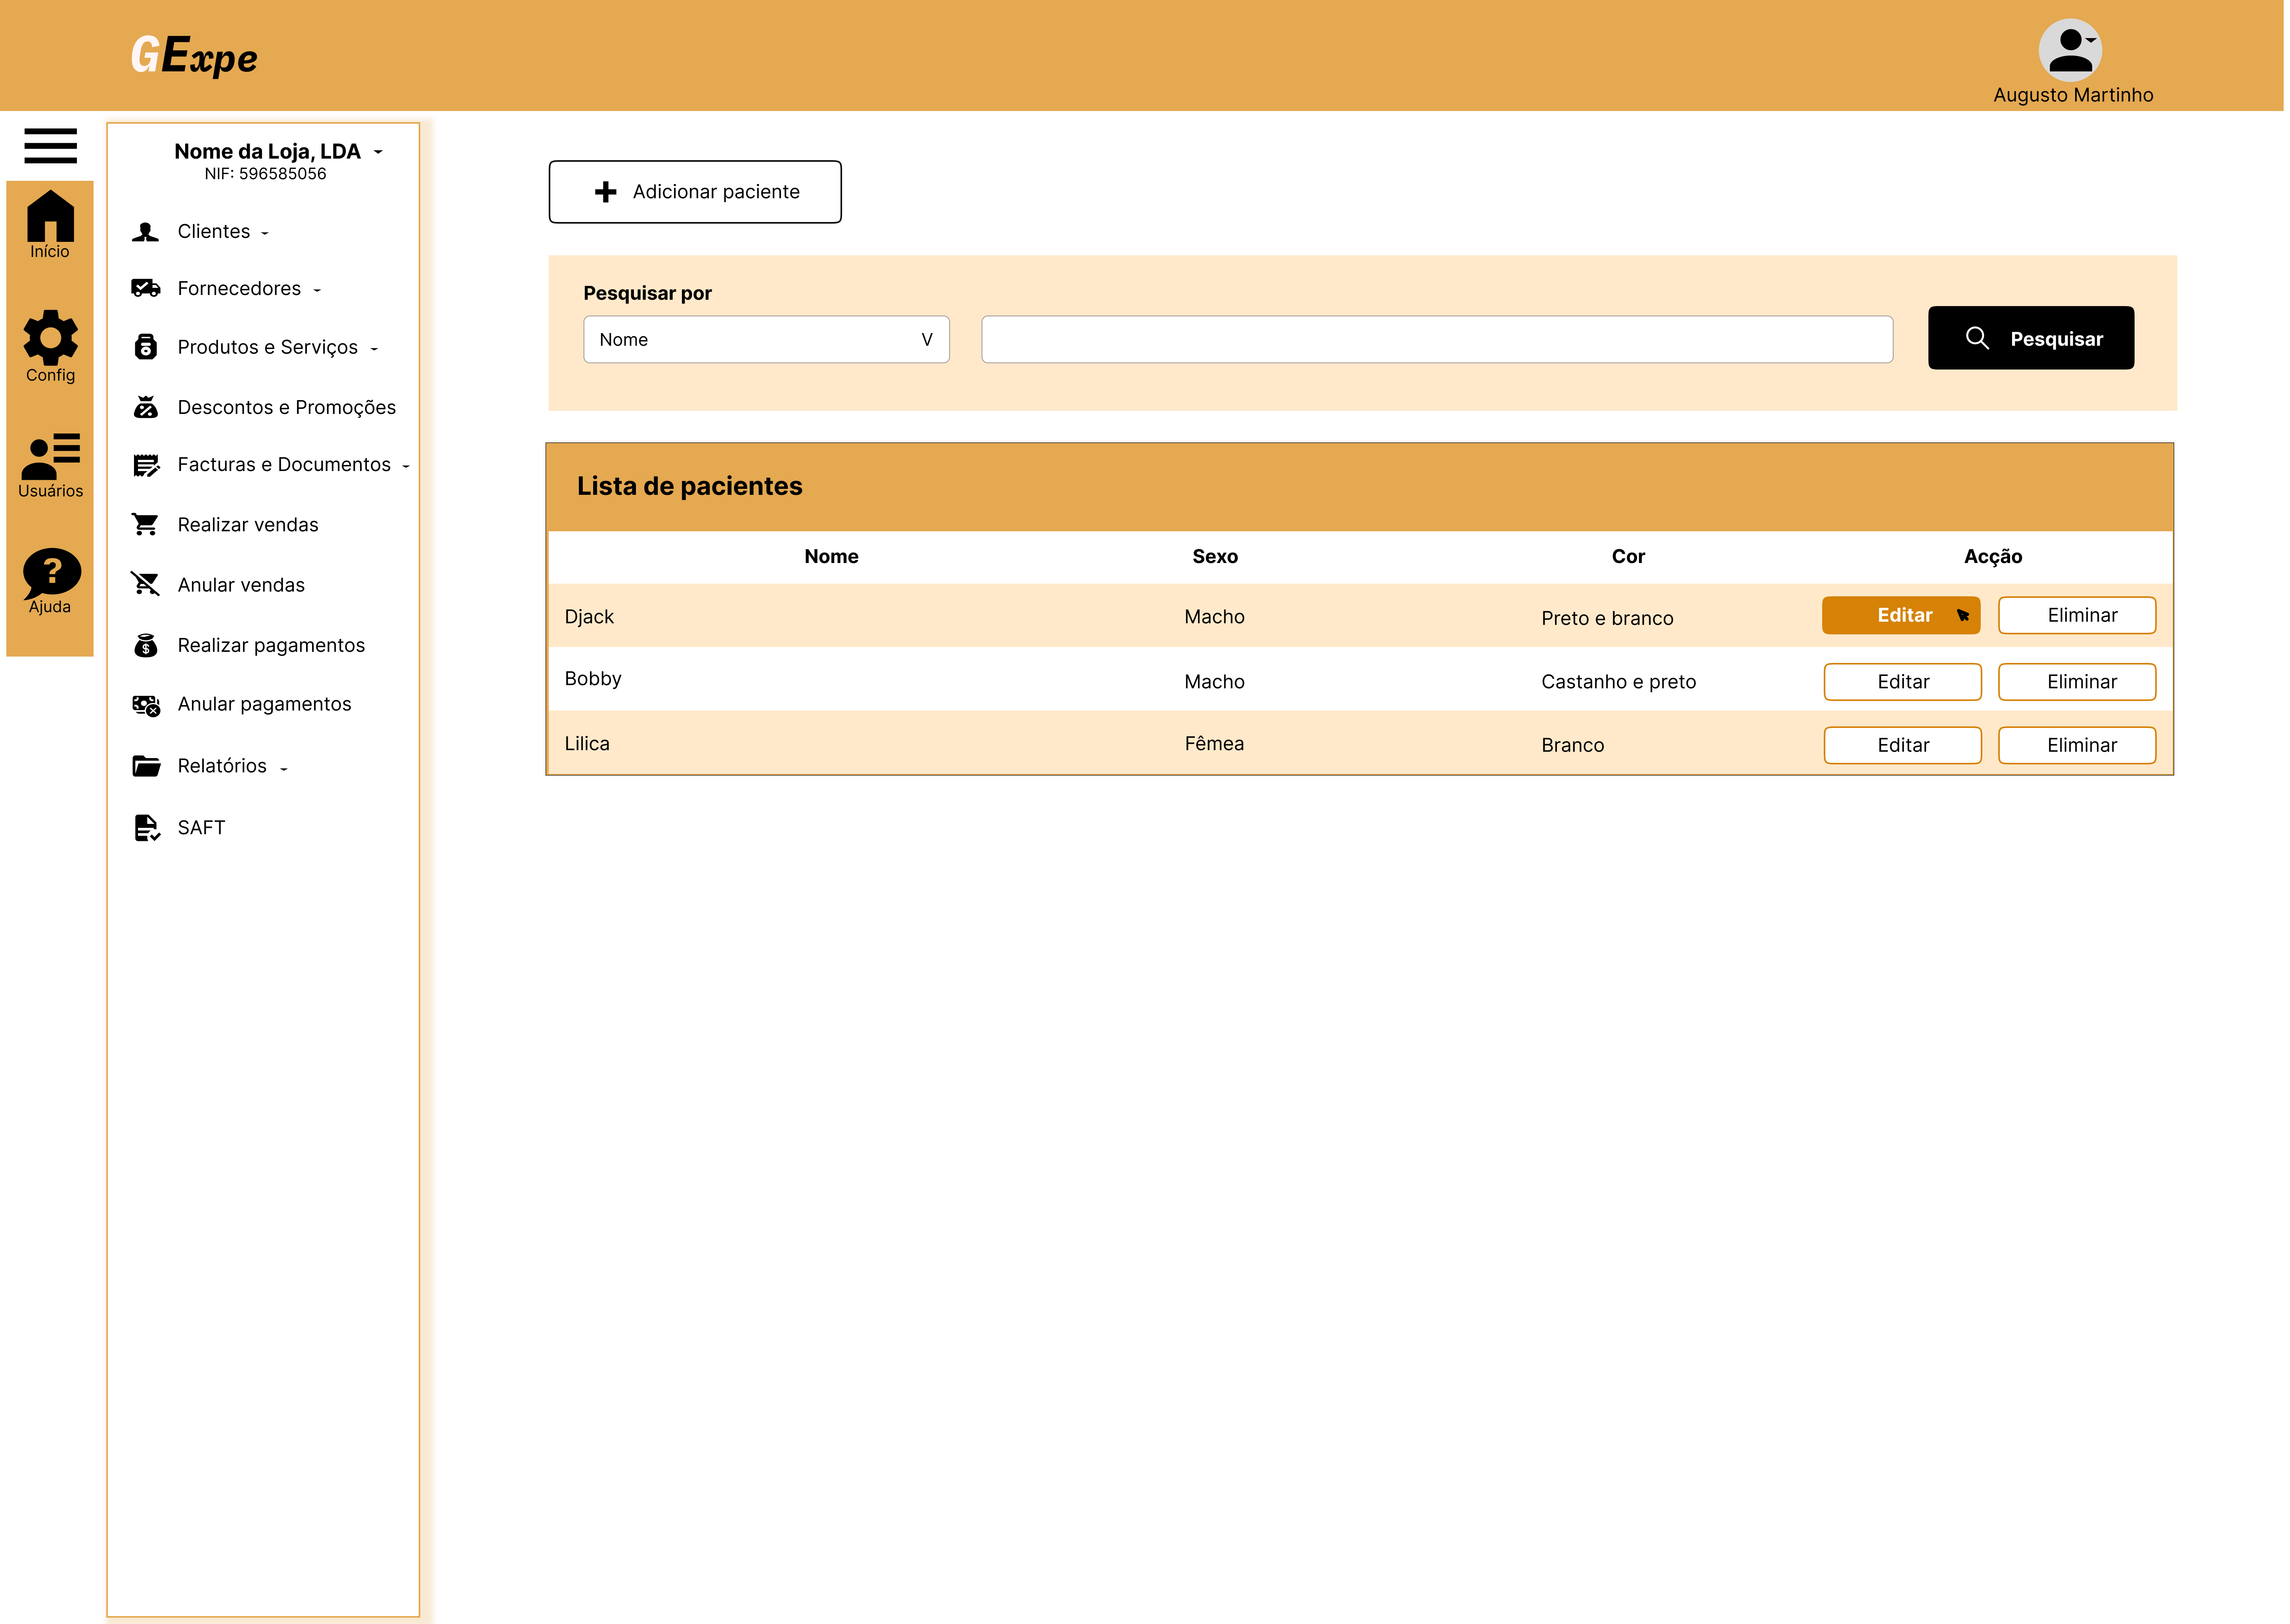 GExpe
Augusto Martinho
Início
Config
Usuários
Ajuda
Nome da Loja, LDA
NIF: 596585056
Clientes
Fornecedores
Produtos e Serviços
Descontos e Promoções
Facturas e Documentos
Realizar vendas
Anular vendas
Realizar pagamentos
Anular pagamentos
Relatórios
SAFT
Adicionar paciente
Pesquisar por
Nome V
Pesquisar
Lista de pacientes
Nome Sexo Cor Acção
Djack Macho Preto e branco Editar Eliminar
Bobby Macho Castanho e preto Editar Eliminar
Lilica Fêmea Branco Editar Eliminar